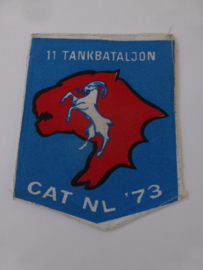 11 TANKBATALJON
CAT NL '73